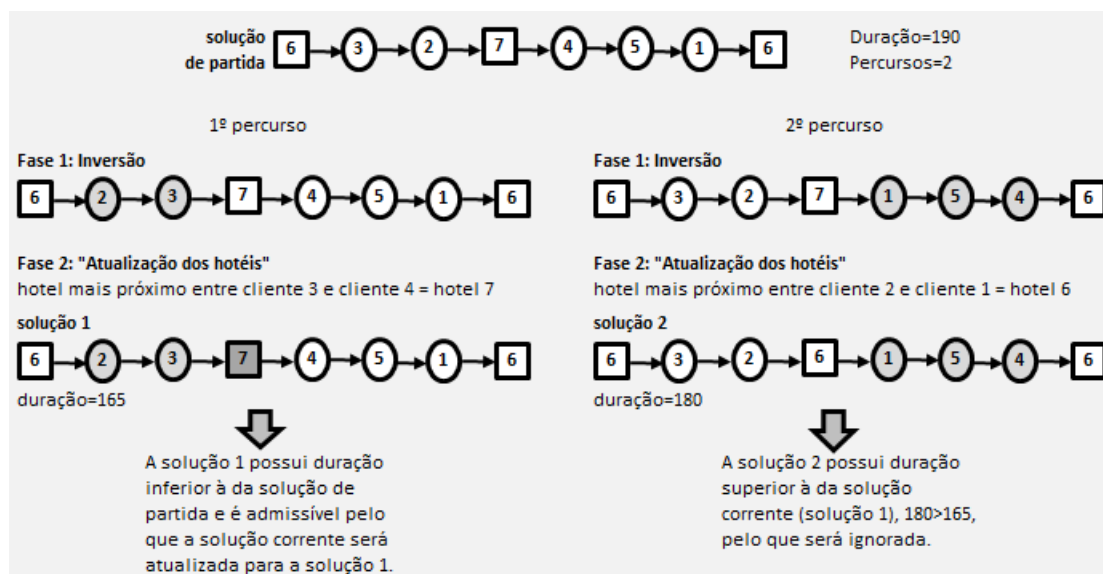 solução
de partida
6 3 2 7 4 5 1 6
Duração=190
Percursos=2
1º percurso
Fase 1: Inversão
6 2 3 7 4 5 1 6
Fase 2: "Atualização dos hotéis"
hotel mais próximo entre cliente 3 e cliente 4 = hotel 7
solução 1
6 2 3 7 4 5 1 6
duração=165
A solução 1 possui duração
inferior à da solução de
partida e é admissível pelo
que a solução corrente será
atualizada para a solução 1.
2º percurso
Fase 1: Inversão
6 3 2 7 1 5 4 6
Fase 2: "Atualização dos hotéis"
hotel mais próximo entre cliente 2 e cliente 1 = hotel 6
solução 2
6 3 2 6 1 5 4 6
duração=180
A solução 2 possui duração
superior à da solução
corrente (solução 1), 180>165,
pelo que será ignorada.